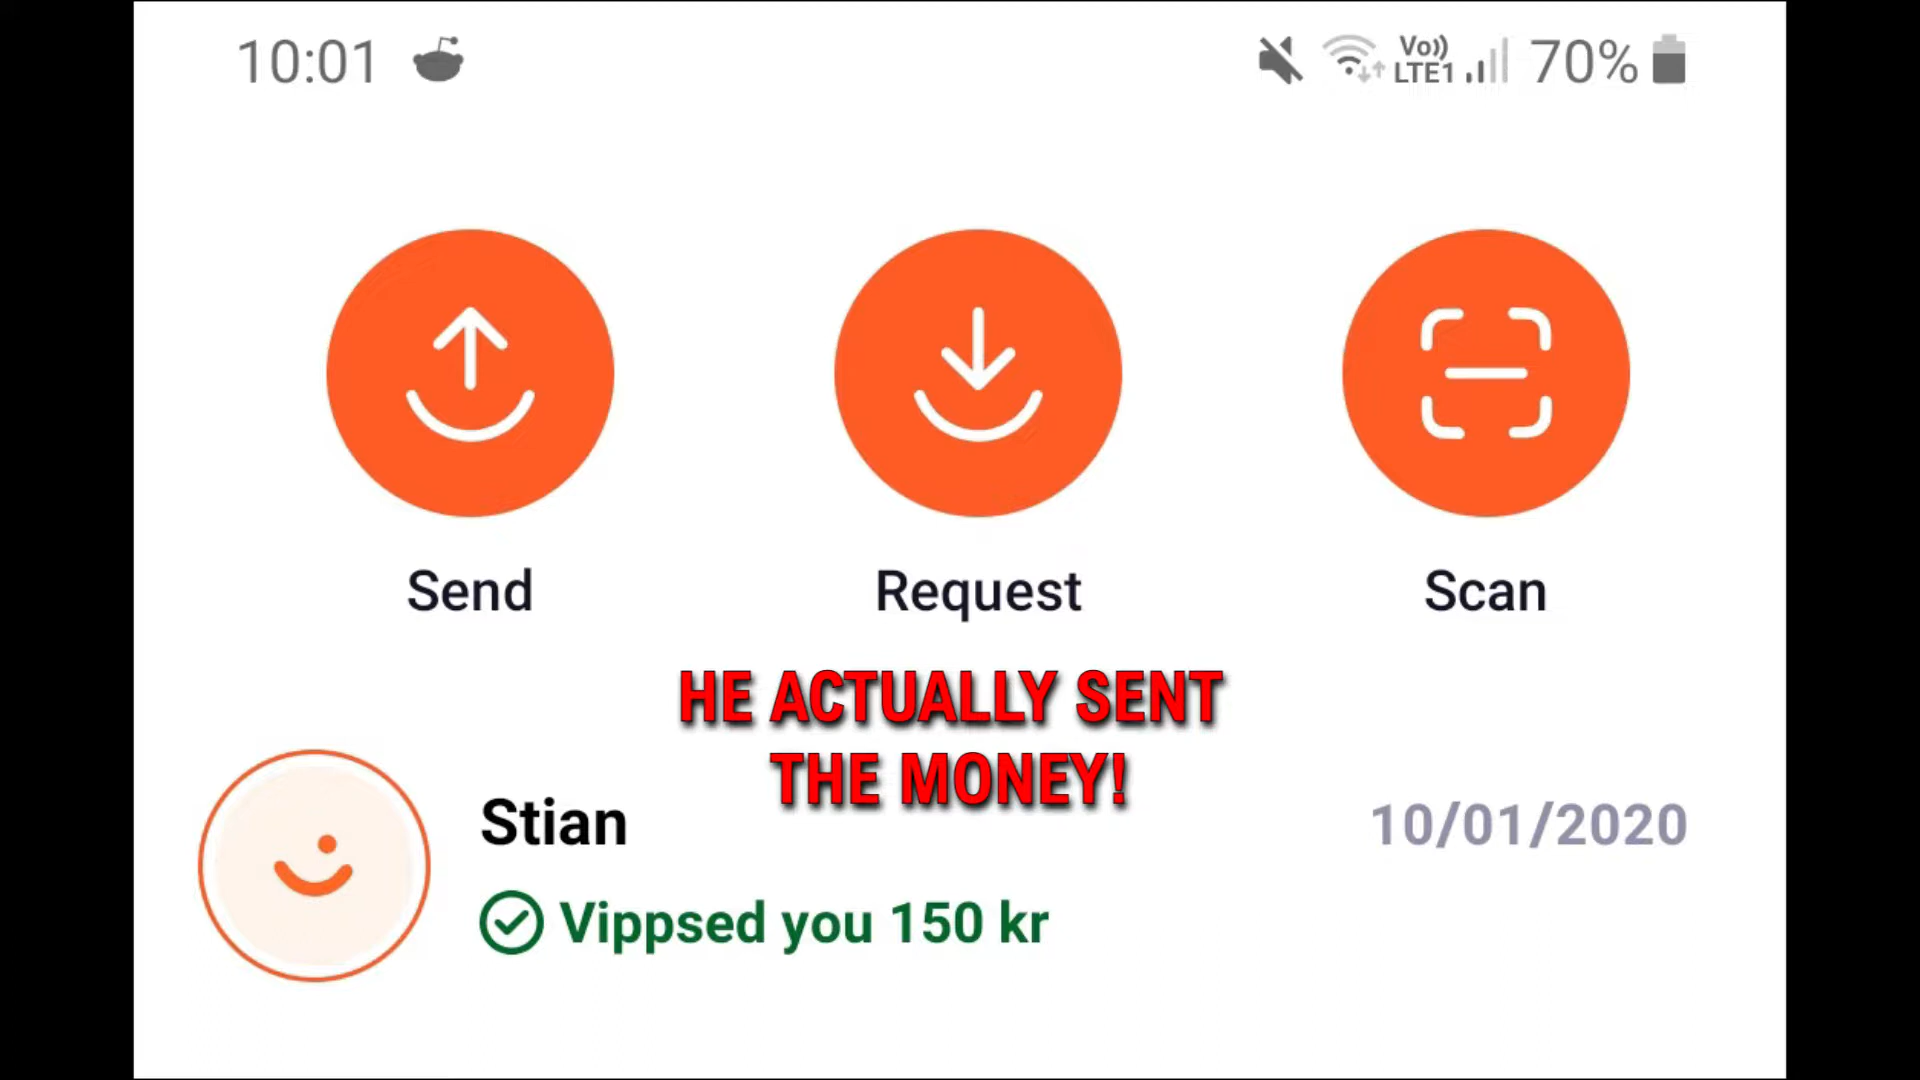 10:01 Vo)) LTE1 70%
Send Request Scan
HE ACTUALLY SENT
THE MONEY!
Stian 10/01/2020
Vippsed you 150 kr